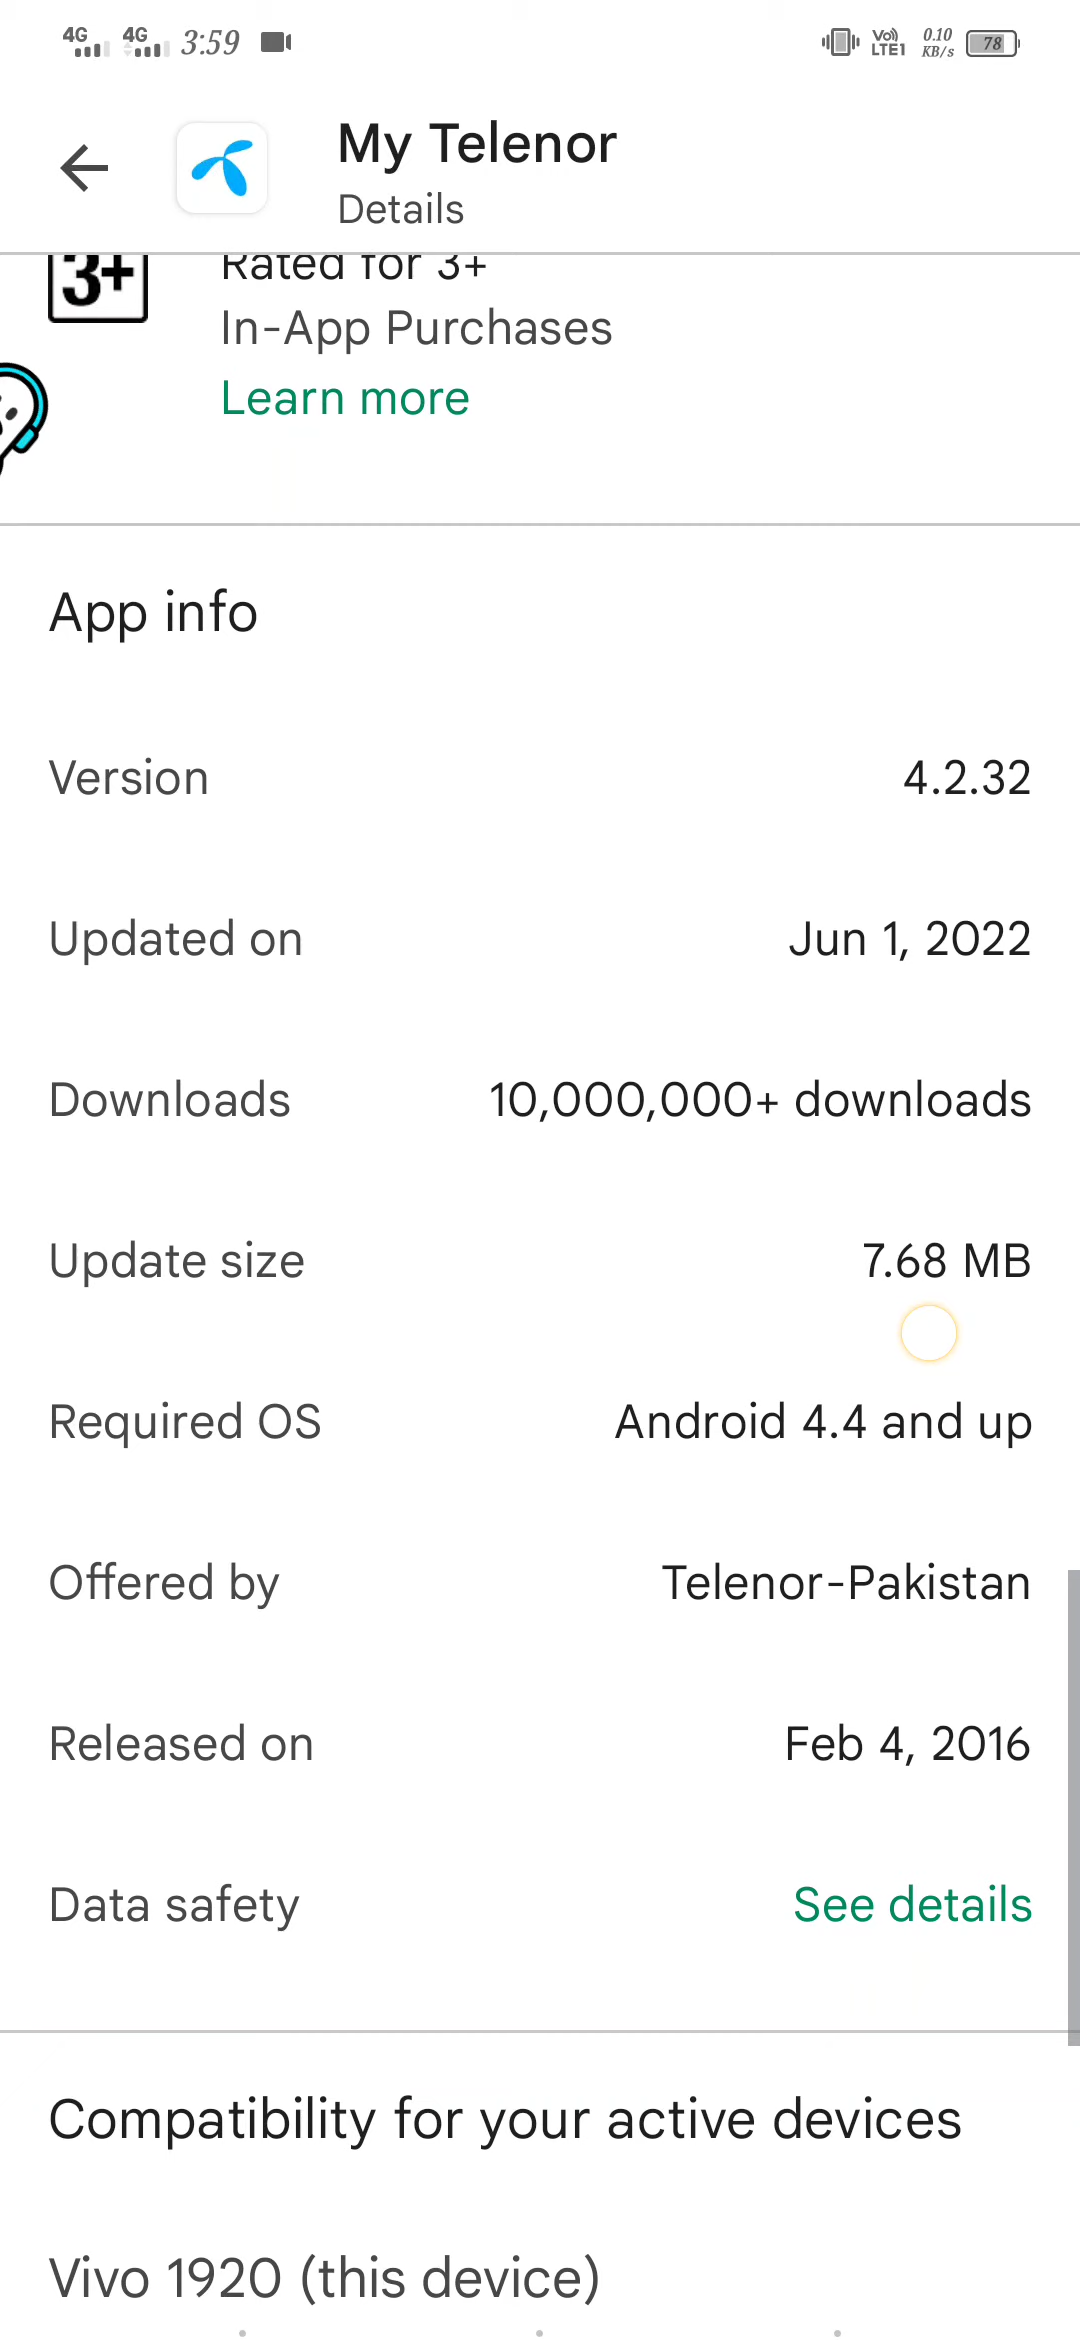 4G 4G 3:59 Vo) LTE1 0.10 KB/s 78
My Telenor
Details
3+ Rated for 3+
In-App Purchases
Learn more
App info
Version 4.2.32
Updated on Jun 1, 2022
Downloads 10,000,000+ downloads
Update size 7.68 MB
Required OS Android 4.4 and up
Offered by Telenor-Pakistan
Released on Feb 4, 2016
Data safety See details
Compatibility for your active devices
Vivo 1920 (this device)